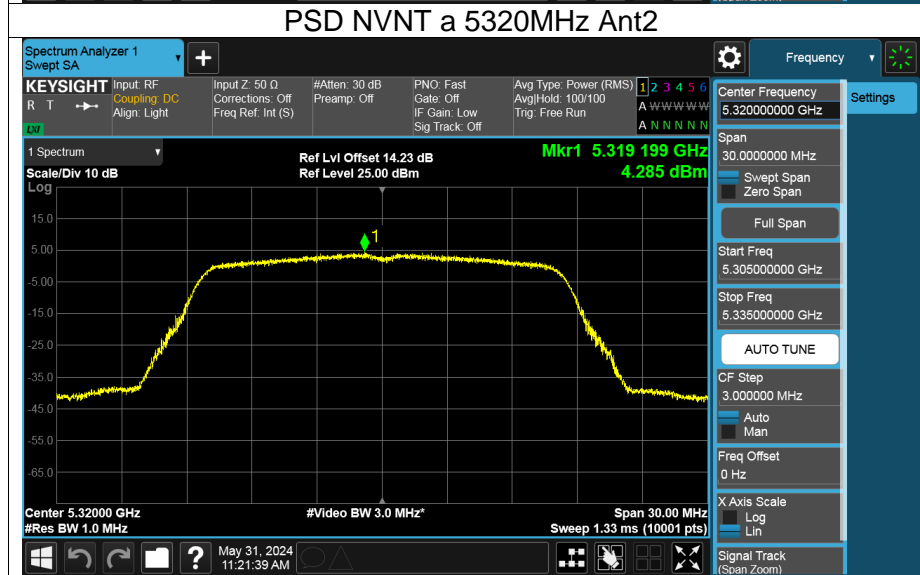 PSD NVNT a 5320MHz Ant2
Spectrum Analyzer 1
Swept SA
+
Frequency
KEYSIGHT
R T
LXI
Input: RF
Coupling: DC
Align: Light
Input Z: 50 Ω
Corrections: Off
Freq Ref: Int (S)
#Atten: 30 dB
Preamp: Off
PNO: Fast
Gate: Off
IF Gain: Low
Sig Track: Off
Avg Type: Power (RMS)
Avg|Hold: 100/100
Trig: Free Run
1 2 3 4 5 6
A W W W W W
A N N N N N
Center Frequency
5.320000000 GHz
Settings
1 Spectrum
Scale/Div 10 dB
Ref Lvl Offset 14.23 dB
Ref Level 25.00 dBm
Mkr1 5.319 199 GHz
4.285 dBm
Span
30.0000000 MHz
Swept Span
Zero Span
Full Span
Start Freq
5.305000000 GHz
Stop Freq
5.335000000 GHz
AUTO TUNE
CF Step
3.000000 MHz
Auto
Man
Freq Offset
0 Hz
X Axis Scale
Log
Lin
Signal Track
(Span Zoom)
Log
15.0
5.00
-5.00
-15.0
-25.0
-35.0
-45.0
-55.0
-65.0
1
Center 5.32000 GHz
#Res BW 1.0 MHz
#Video BW 3.0 MHz*
Span 30.00 MHz
Sweep 1.33 ms (10001 pts)
?
May 31, 2024
11:21:39 AM